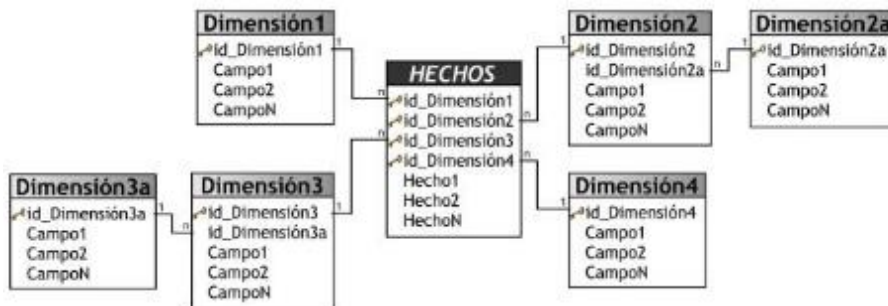 Dimensión1
id_Dimensión1
Campo1
Campo2
CampoN
1
n
HECHOS
id_Dimensión1
id_Dimensión2
id_Dimensión3
id_Dimensión4
Hecho1
Hecho2
HechoN
n
n
n
Dimensión2
id_Dimensión2
id_Dimensión2a
Campo1
Campo2
CampoN
1
n
Dimensión2a
id_Dimensión2a
Campo1
Campo2
CampoN
1
Dimensión3a
id_Dimensión3a
Campo1
Campo2
CampoN
1
n
Dimensión3
id_Dimensión3
id_Dimensión3a
Campo1
Campo2
CampoN
1
Dimensión4
id_Dimensión4
Campo1
Campo2
CampoN
1